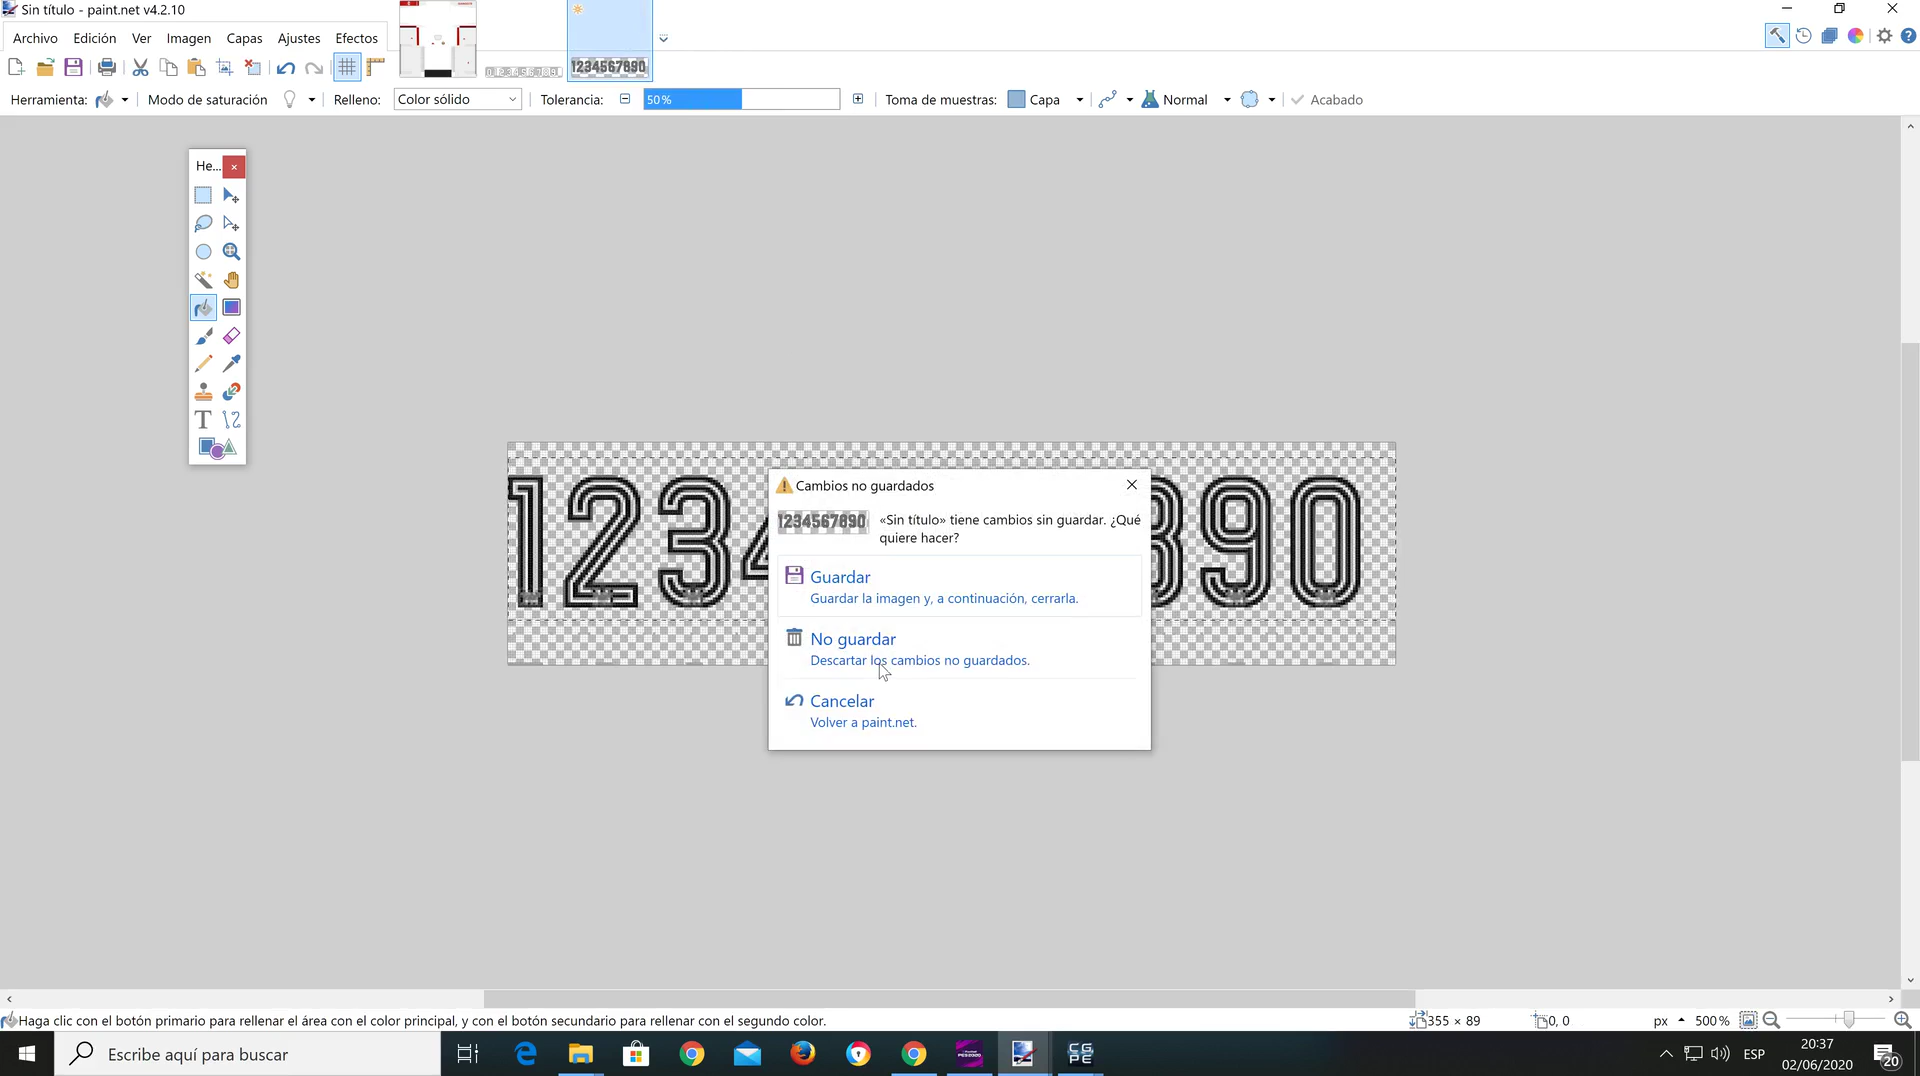 Sin título - paint.net v4.2.10
Archivo Edición Ver Imagen Capas Ajustes Efectos
1234567890
Herramienta: Modo de saturación Relleno: Color sólido Tolerancia: 50% Toma de muestras: Capa Normal Acabado
He...
Cambios no guardados
1234567890
«Sin título» tiene cambios sin guardar. ¿Qué
quiere hacer?
Guardar
Guardar la imagen y, a continuación, cerrarla.
No guardar
Descartar los cambios no guardados.
Cancelar
Volver a paint.net.
123 890
Haga clic con el botón primario para rellenar el área con el color principal, y con el botón secundario para rellenar con el segundo color.
355 × 89 0, 0 px 500%
Escribe aquí para buscar
PES2020
CG
PE
ESP
20:37
02/06/2020
20